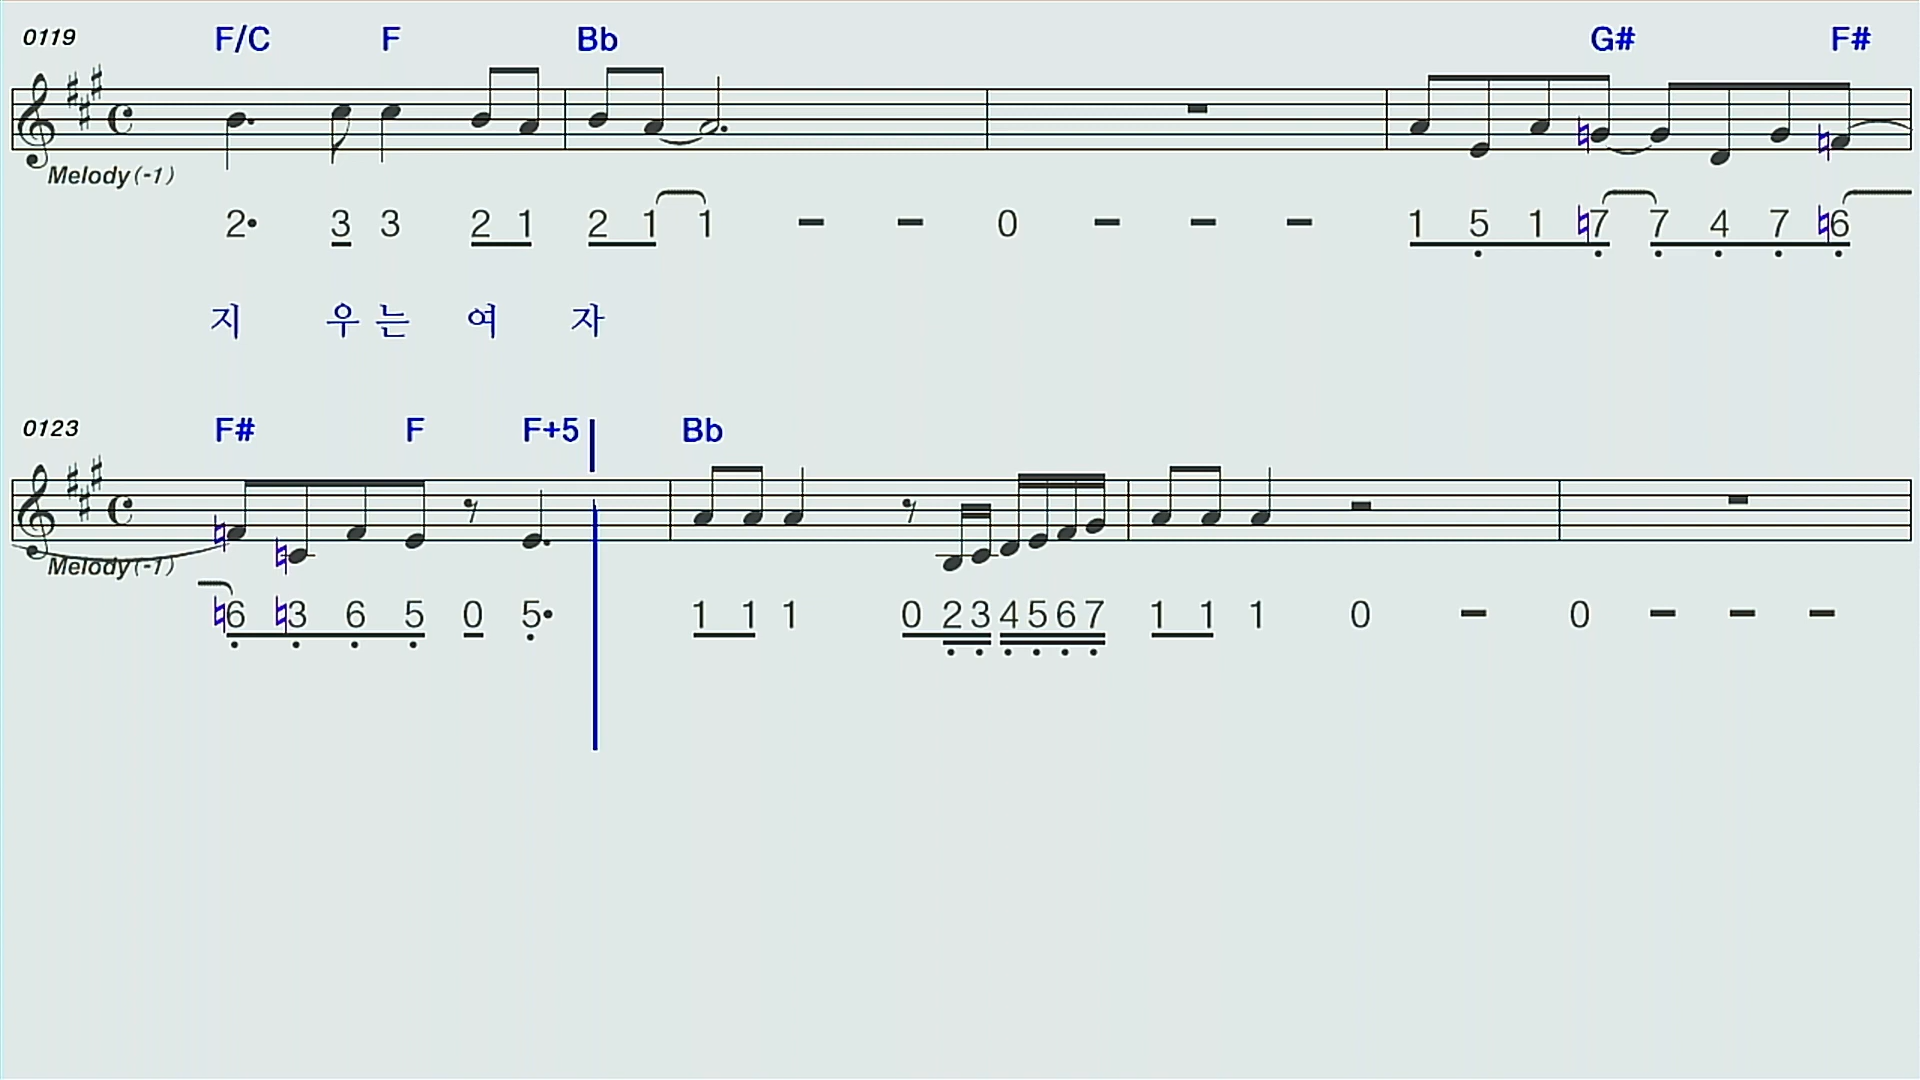 0119 F/C F Bb G# F#
Melody(-1)
2• 3 3 2 1 2 1 1 - - 0 - - - 1 5 1 ♮7 7 4 7 ♮6
지 우 는 여 자
0123 F# F F+5 Bb
Melody(-1)
♮6 ♮3 6 5 0 5• 1 1 1 0 2 3 4 5 6 7 1 1 1 0 - 0 - - -